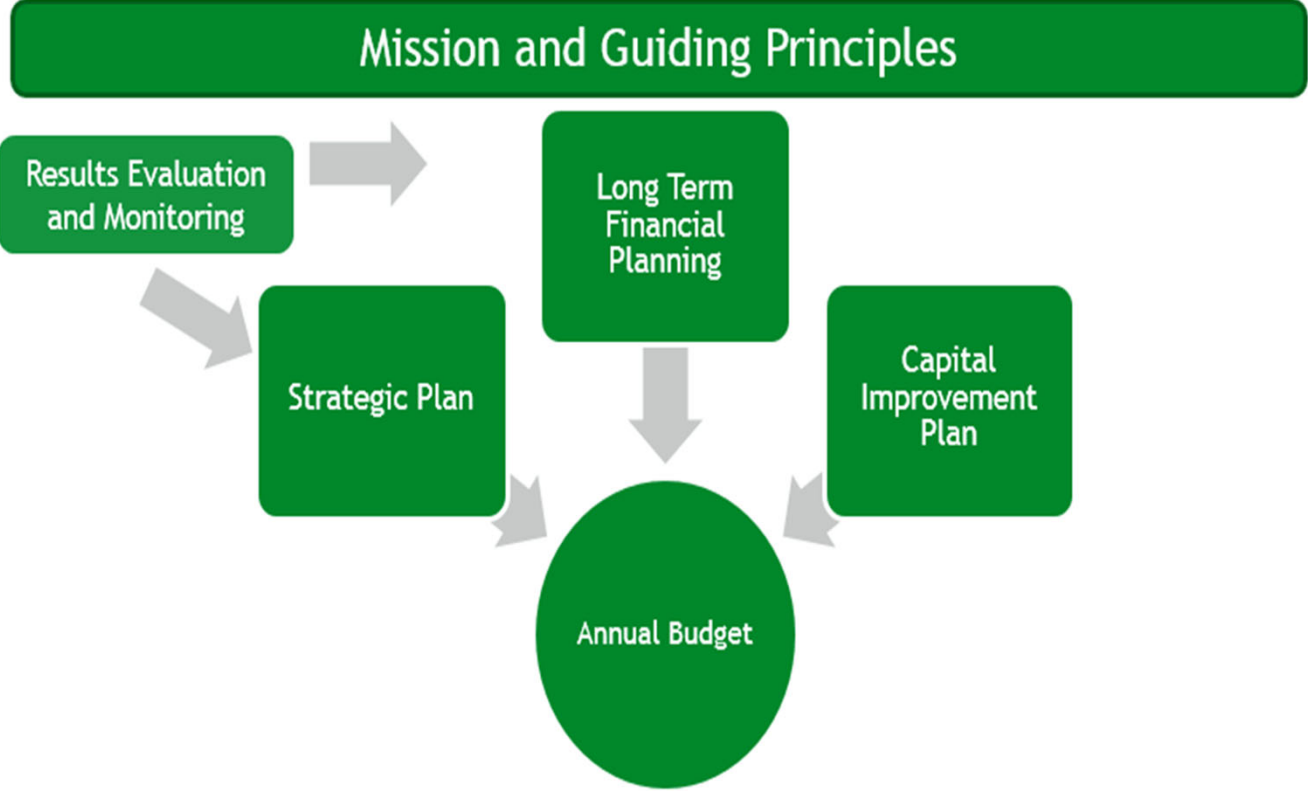 Mission and Guiding Principles
Results Evaluation
and Monitoring
Long Term
Financial
Planning
Strategic Plan
Capital
Improvement
Plan
Annual Budget